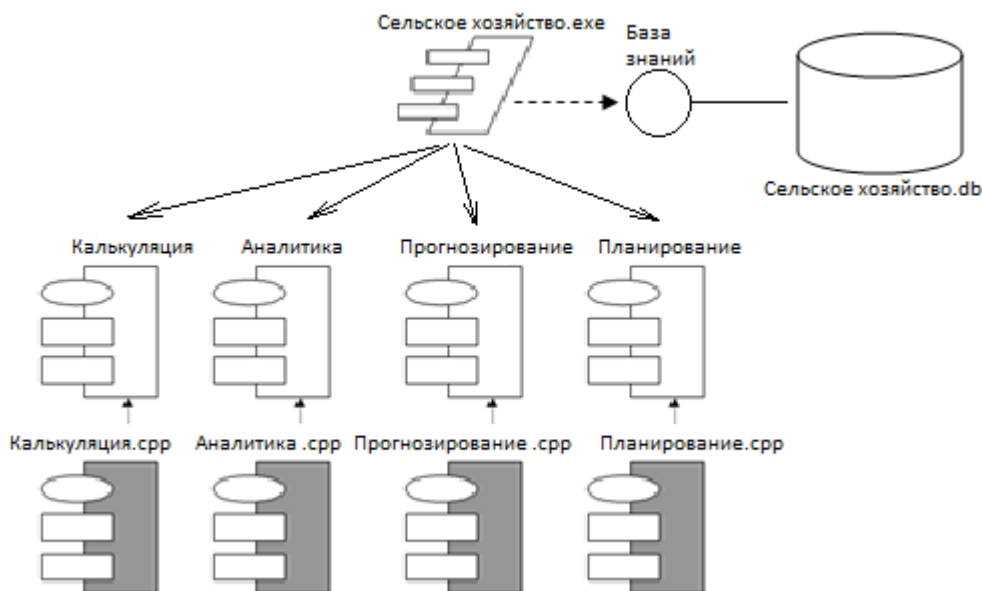 Сельское хозяйство.exe
База
знаний
Сельское хозяйство.db
Калькуляция
Аналитика
Прогнозирование
Планирование
Калькуляция.cpp
Аналитика .cpp
Прогнозирование .cpp
Планирование.cpp